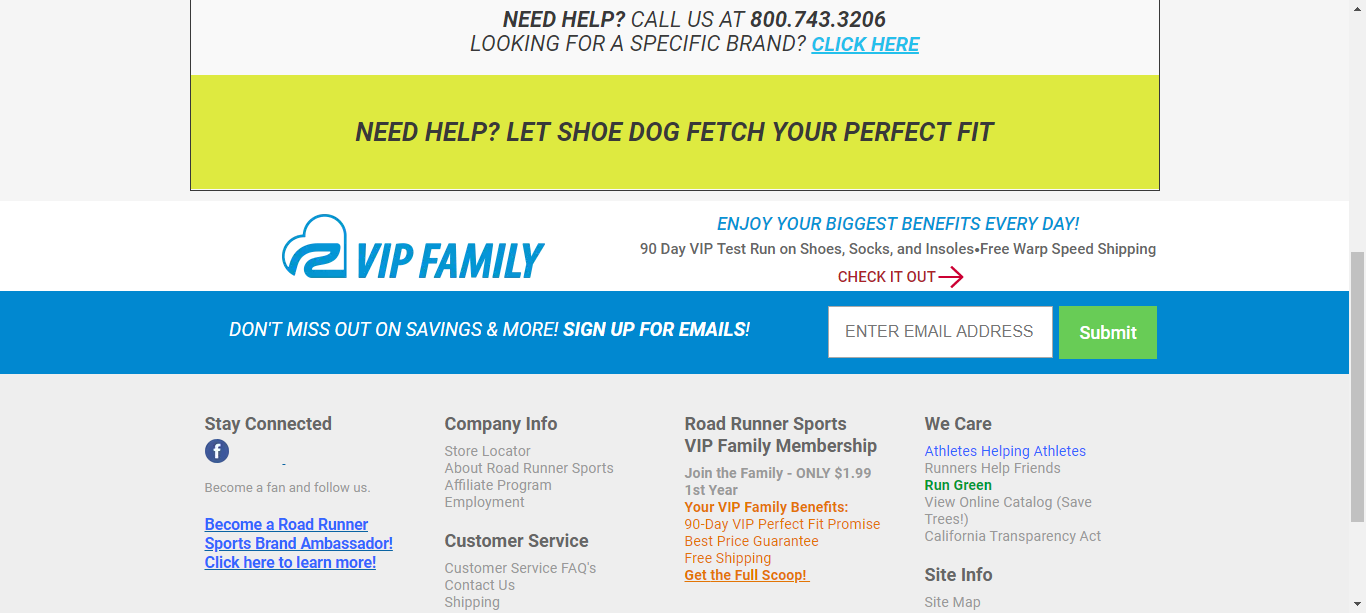 NEED HELP? CALL US AT 800.743.3206
LOOKING FOR A SPECIFIC BRAND? CLICK HERE
NEED HELP? LET SHOE DOG FETCH YOUR PERFECT FIT
VIP FAMILY
ENJOY YOUR BIGGEST BENEFITS EVERY DAY!
90 Day VIP Test Run on Shoes, Socks, and Insoles•Free Warp Speed Shipping
CHECK IT OUT
DON'T MISS OUT ON SAVINGS & MORE! SIGN UP FOR EMAILS!
ENTER EMAIL ADDRESS
Submit
Stay Connected
f
Become a fan and follow us.
Become a Road Runner
Sports Brand Ambassador!
Click here to learn more!
Company Info
Store Locator
About Road Runner Sports
Affiliate Program
Employment
Customer Service
Customer Service FAQ's
Contact Us
Shipping
Road Runner Sports
VIP Family Membership
Join the Family - ONLY $1.99
1st Year
Your VIP Family Benefits:
90-Day VIP Perfect Fit Promise
Best Price Guarantee
Free Shipping
Get the Full Scoop!
We Care
Athletes Helping Athletes
Runners Help Friends
Run Green
View Online Catalog (Save
Trees!)
California Transparency Act
Site Info
Site Map